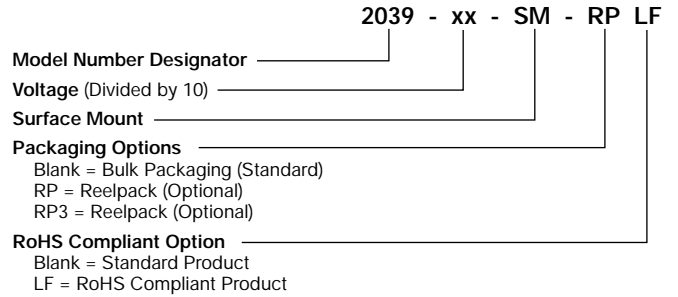 2039 - xx - SM - RP LF
Model Number Designator
Voltage (Divided by 10)
Surface Mount
Packaging Options
Blank = Bulk Packaging (Standard)
RP = Reelpack (Optional)
RP3 = Reelpack (Optional)
RoHS Compliant Option
Blank = Standard Product
LF = RoHS Compliant Product